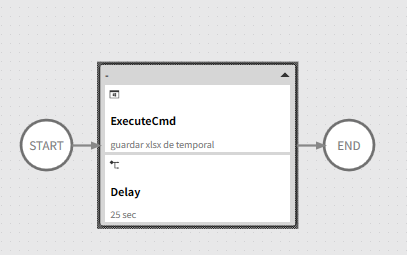 -
START
ExecuteCmd
guardar xlsx de temporal
Delay
25 sec
END